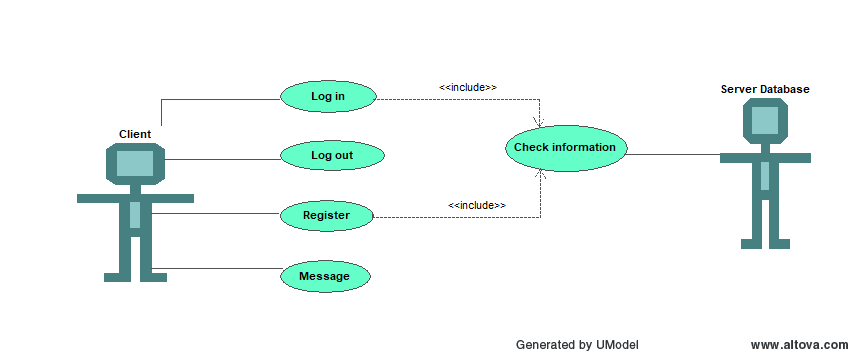 Log in
<<include>>
Server Database
Client
Check information
Log out
Register
<<include>>
Message
Generated by UModel
www.altova.com